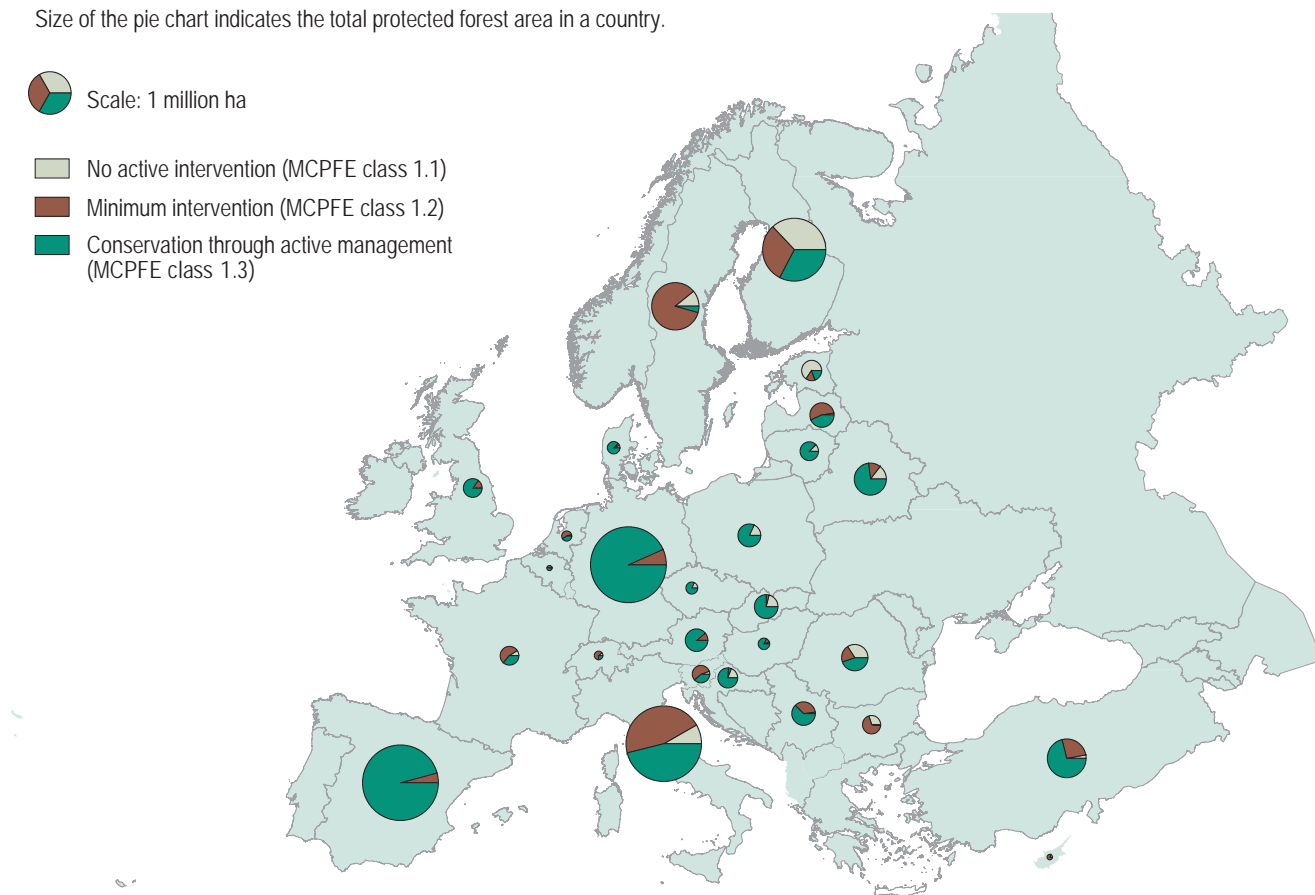 Size of the pie chart indicates the total protected forest area in a country.
Scale: 1 million ha
No active intervention (MCPFE class 1.1)
Minimum intervention (MCPFE class 1.2)
Conservation through active management
(MCPFE class 1.3)